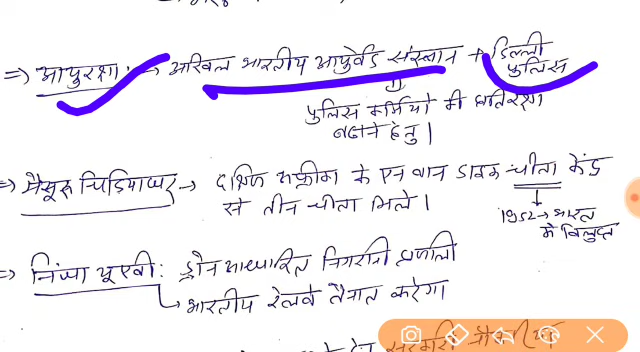 ⇒ आयुरक्षा :→ अखिल भारतीय आयुर्वेद संस्थान + दिल्ली पुलिस
पुलिस कर्मियो की प्रतिरक्षा
बढाने हेतु।
⇒ मैसूरू चिडियाघर → दक्षिण अफ्रीका के एन वान डाइक चीता केंद्र
से तीन चीता मिले।
1952 → भारत
मे विलुप्त
⇒ निंजा यूएवी : ड्रोन आधारित निगरानी प्रणाली
→ भारतीय रेलवे तैनात करेगा